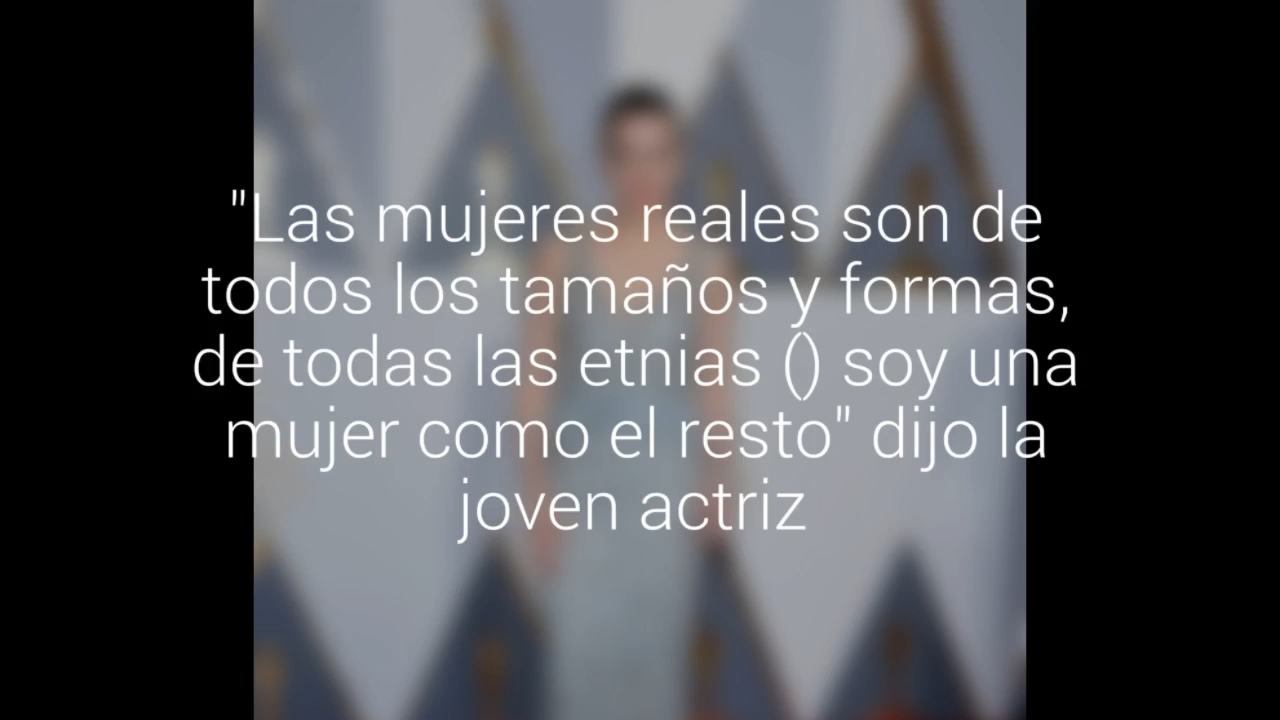 "Las mujeres reales son de
todos los tamaños y formas,
de todas las etnias () soy una
mujer como el resto" dijo la
joven actriz